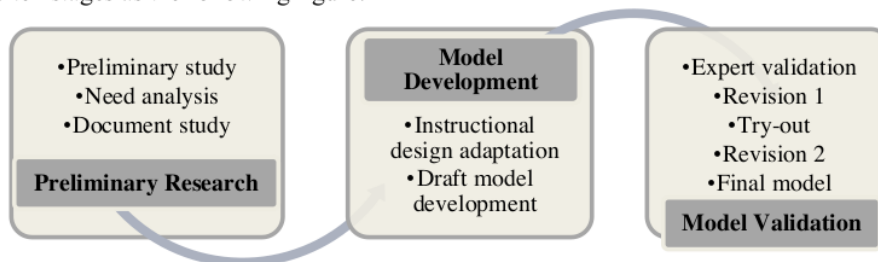 •Preliminary study
•Need analysis
•Document study
Preliminary Research
Model
Development
•Instructional
design adaptation
•Draft model
development
•Expert validation
•Revision 1
•Try-out
•Revision 2
•Final model
Model Validation